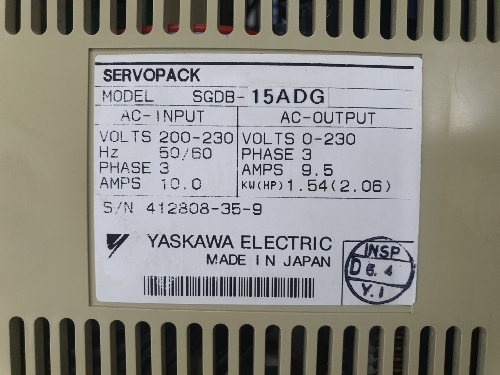 SERVOPACK
MODEL SGDB-15ADG
AC-INPUT AC-OUTPUT
VOLTS 200-230 VOLTS 0-230
Hz 50/60 PHASE 3
PHASE 3 AMPS 9.5
AMPS 10.0 KW(HP) 1.54(2.06)
S/N 412808-35-9
YASKAWA ELECTRIC
MADE IN JAPAN
INSP
D 6.4
Y.I